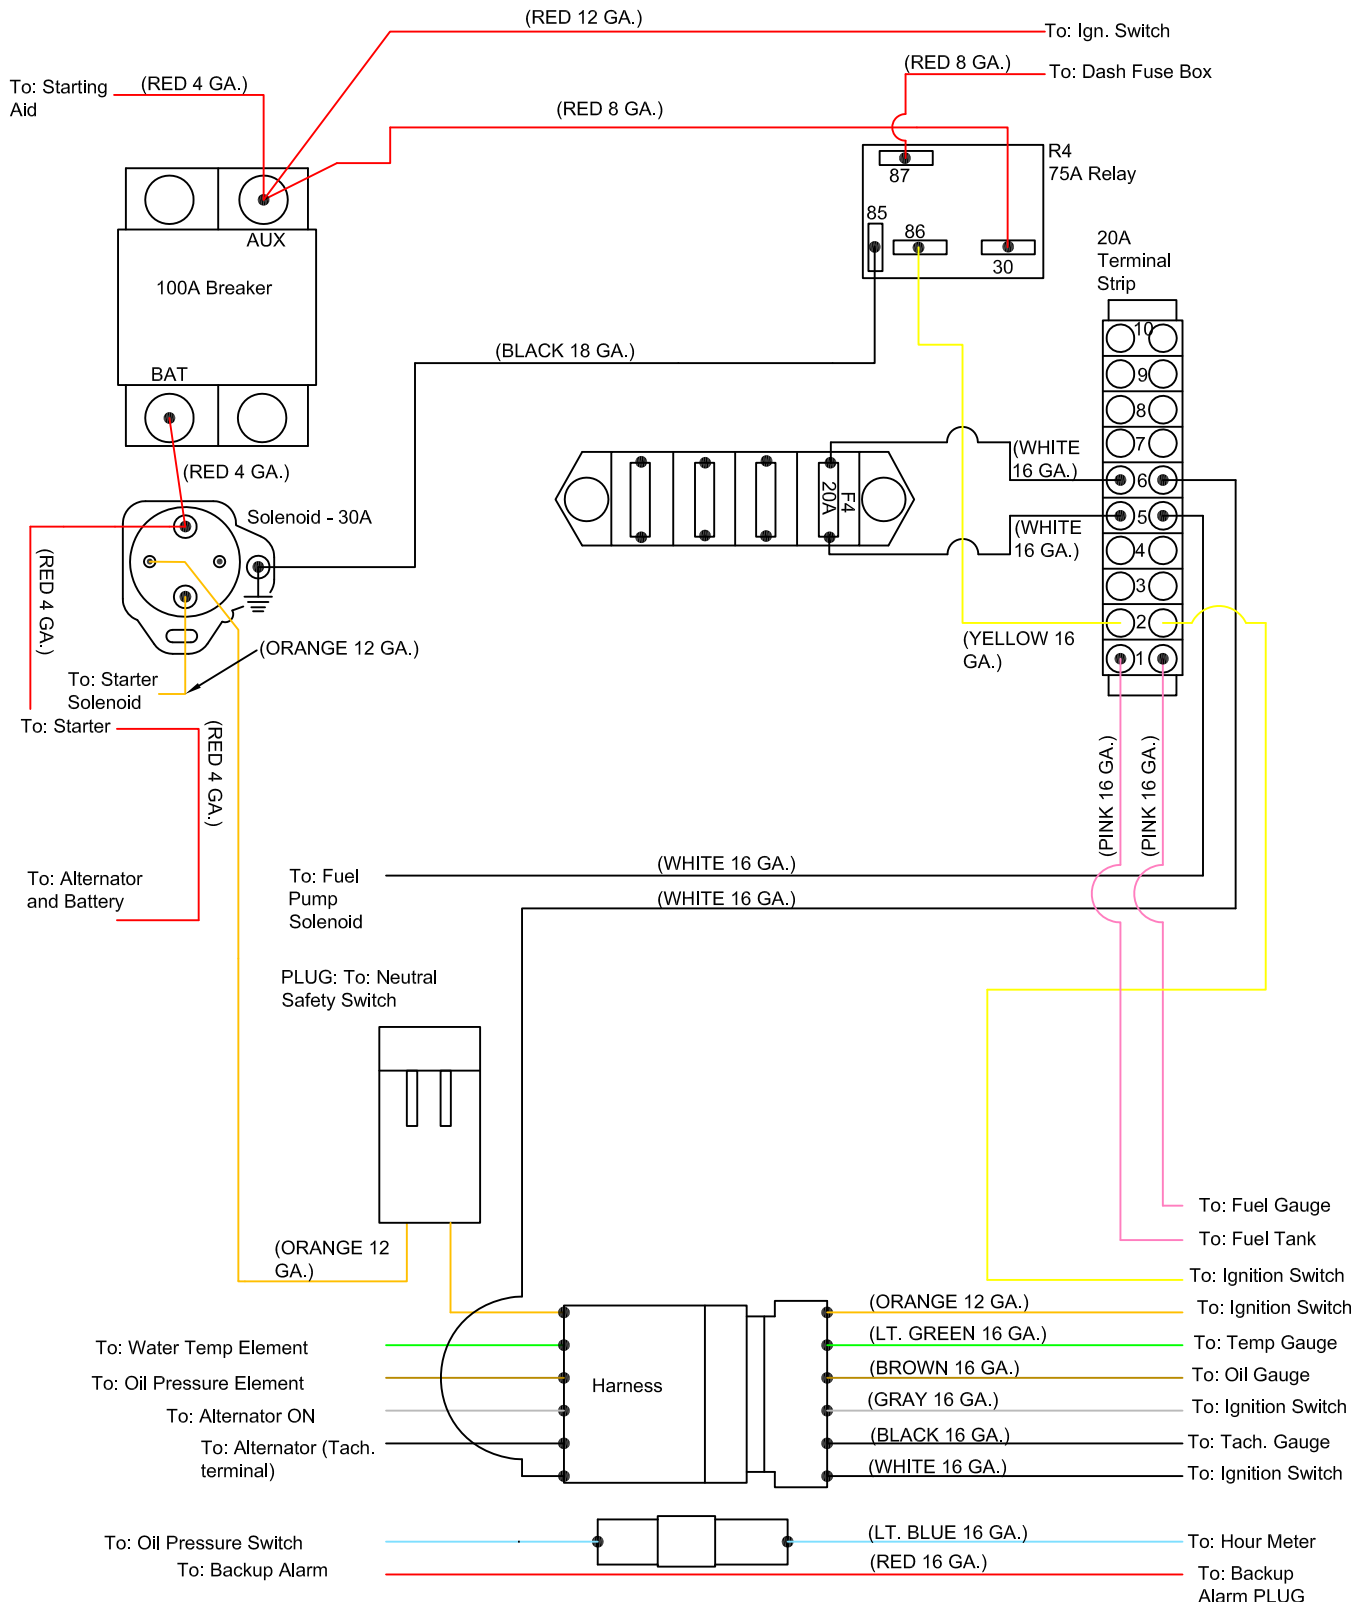 (RED 12 GA.)
To: Ign. Switch
(RED 8 GA.)
To: Dash Fuse Box
To: Starting
Aid
(RED 4 GA.)
(RED 8 GA.)
R4
75A Relay
87
85
86
30
AUX
100A Breaker
BAT
20A
Terminal
Strip
10
9
8
7
6
5
4
3
2
1
(BLACK 18 GA.)
(RED 4 GA.)
(WHITE
16 GA.)
F4
20A
(WHITE
16 GA.)
Solenoid - 30A
(RED 4 GA.)
(ORANGE 12 GA.)
(YELLOW 16
GA.)
To: Starter
Solenoid
To: Starter
(RED 4 GA.)
(PINK 16 GA.)
(PINK 16 GA.)
To: Alternator
and Battery
To: Fuel
Pump
Solenoid
(WHITE 16 GA.)
(WHITE 16 GA.)
PLUG: To: Neutral
Safety Switch
To: Fuel Gauge
To: Fuel Tank
(ORANGE 12
GA.)
To: Ignition Switch
(ORANGE 12 GA.)
To: Ignition Switch
To: Water Temp Element
(LT. GREEN 16 GA.)
To: Temp Gauge
To: Oil Pressure Element
Harness
(BROWN 16 GA.)
To: Oil Gauge
To: Alternator ON
(GRAY 16 GA.)
To: Ignition Switch
To: Alternator (Tach.
terminal)
(BLACK 16 GA.)
To: Tach. Gauge
(WHITE 16 GA.)
To: Ignition Switch
To: Oil Pressure Switch
(LT. BLUE 16 GA.)
To: Hour Meter
To: Backup Alarm
(RED 16 GA.)
To: Backup
Alarm PLUG